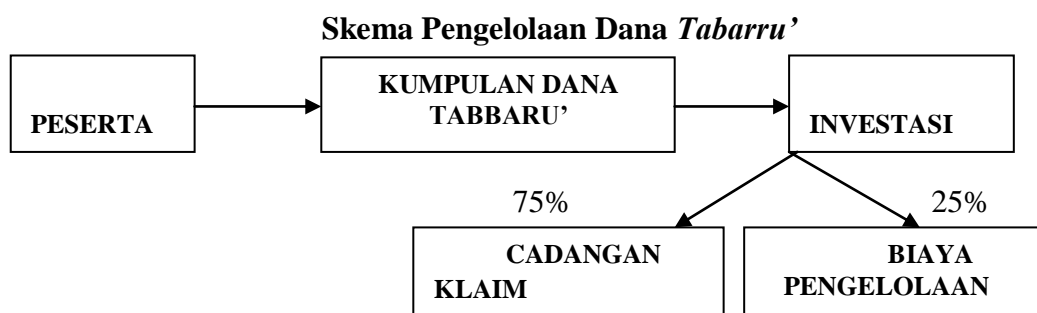 Skema Pengelolaan Dana Tabarru’
PESERTA
KUMPULAN DANA
TABBARU’
INVESTASI
75%
25%
CADANGAN
KLAIM
BIAYA
PENGELOLAAN